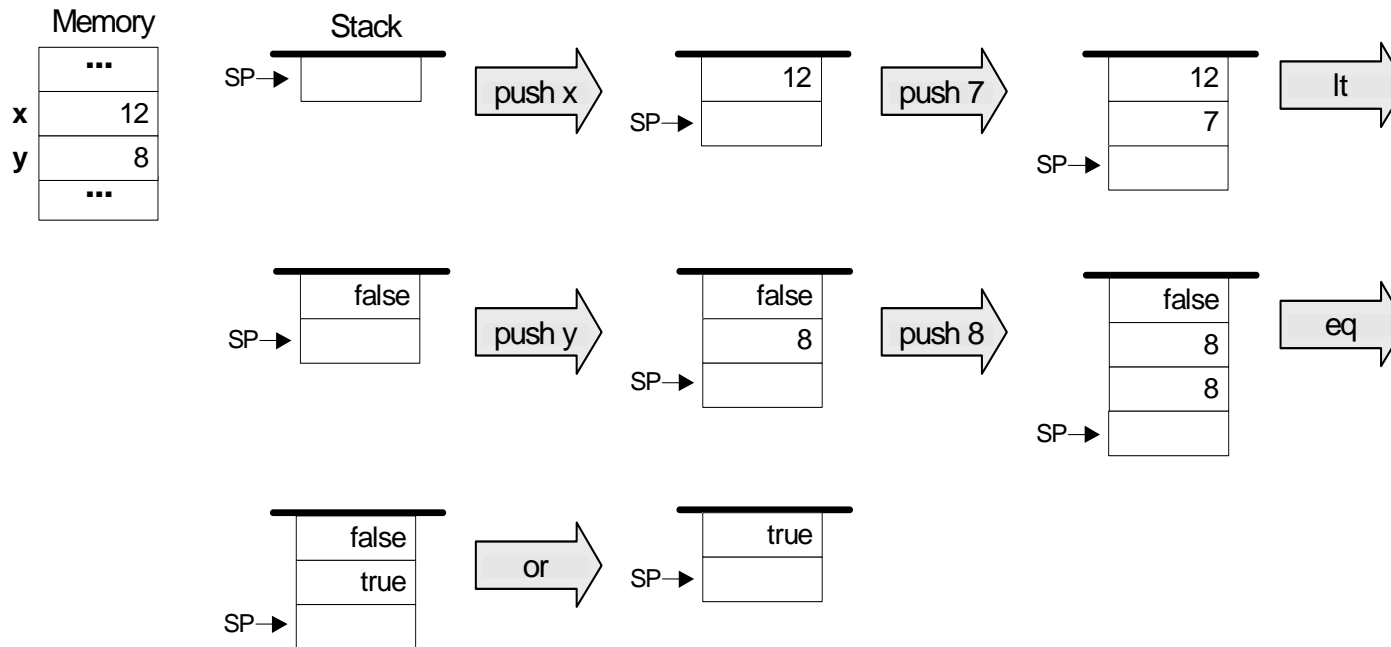 Memory
Stack
...
x 12
y 8
...
SP
push x
12
SP
push 7
12
7
SP
lt
false
SP
push y
false
8
SP
push 8
false
8
8
SP
eq
false
true
SP
or
true
SP